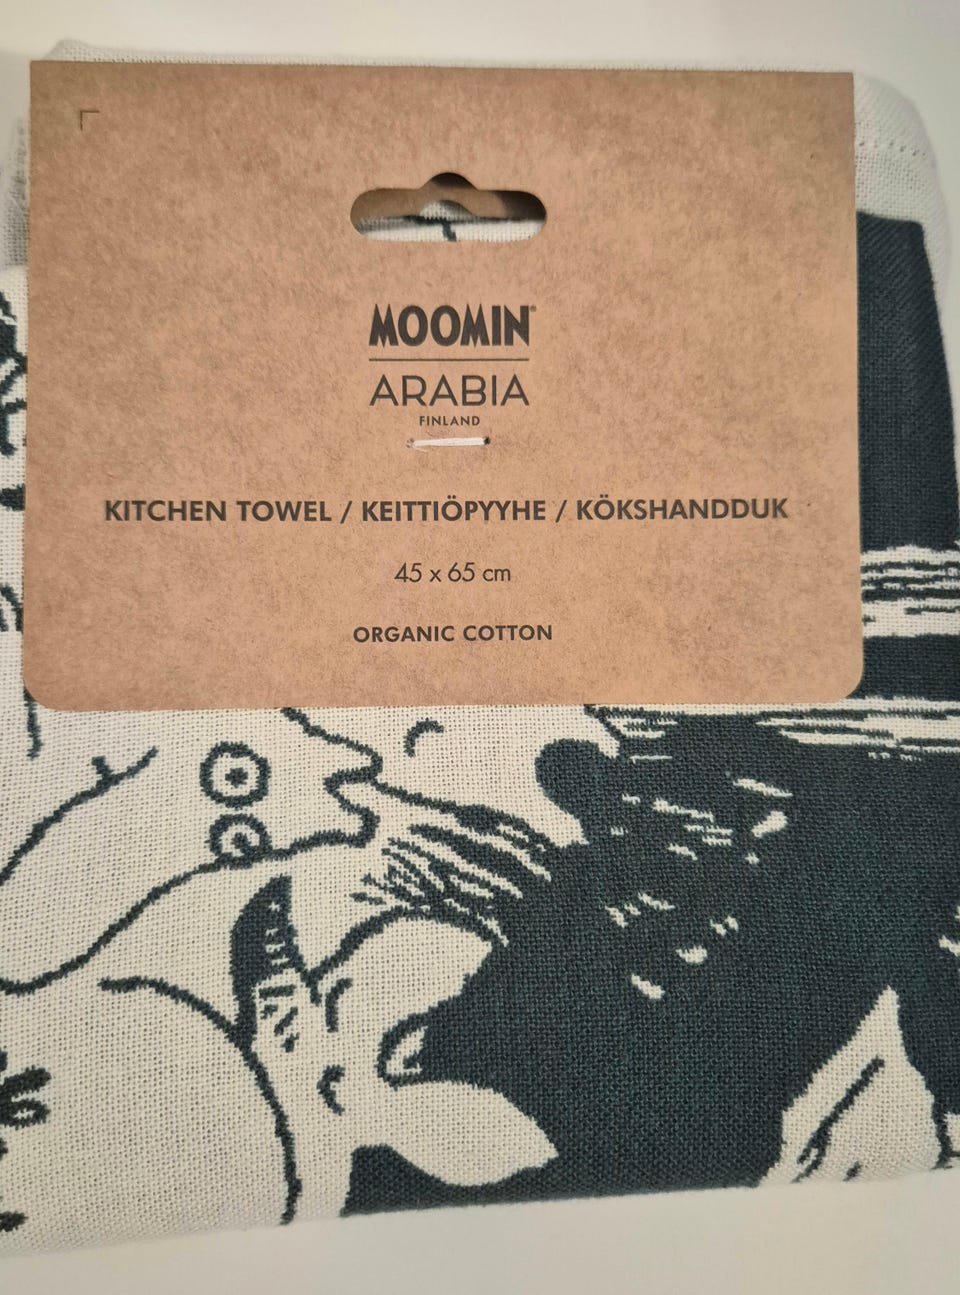 MOOMIN®
ARABIA
FINLAND
KITCHEN TOWEL / KEITTIÖPYYHE / KÖKSHANDDUK
45 x 65 cm
ORGANIC COTTON